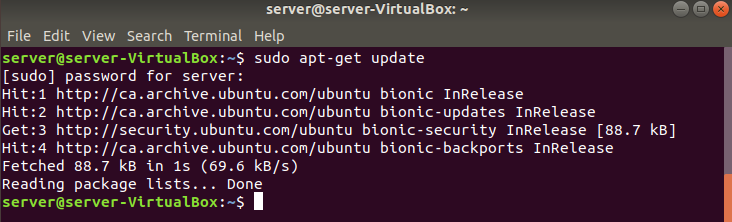 server@server-VirtualBox: ~
File Edit View Search Terminal Help
server@server-VirtualBox:~$ sudo apt-get update
[sudo] password for server:
Hit:1 http://ca.archive.ubuntu.com/ubuntu bionic InRelease
Hit:2 http://ca.archive.ubuntu.com/ubuntu bionic-updates InRelease
Get:3 http://security.ubuntu.com/ubuntu bionic-security InRelease [88.7 kB]
Hit:4 http://ca.archive.ubuntu.com/ubuntu bionic-backports InRelease
Fetched 88.7 kB in 1s (69.6 kB/s)
Reading package lists... Done
server@server-VirtualBox:~$